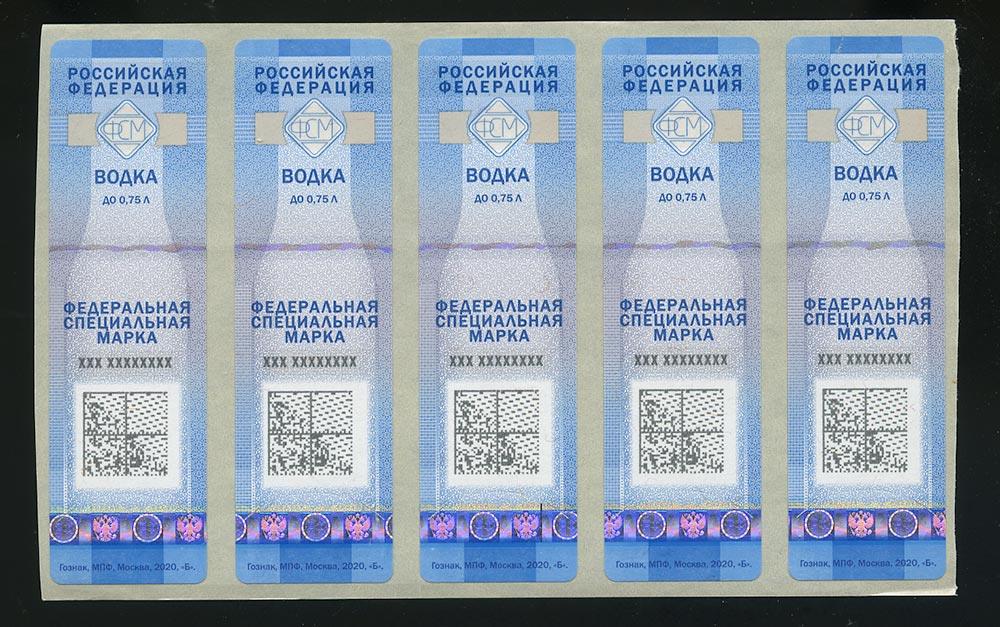 РОССИЙСКАЯ
ФЕДЕРАЦИЯ
ФСМ
ВОДКА
ДО 0,75 Л
ФЕДЕРАЛЬНАЯ
СПЕЦИАЛЬНАЯ
МАРКА
XXX XXXXXXXX
Гознак, МПФ, Москва, 2020, «Б».
РОССИЙСКАЯ
ФЕДЕРАЦИЯ
ФСМ
ВОДКА
ДО 0,75 Л
ФЕДЕРАЛЬНАЯ
СПЕЦИАЛЬНАЯ
МАРКА
XXX XXXXXXXX
Гознак, МПФ, Москва, 2020, «Б».
РОССИЙСКАЯ
ФЕДЕРАЦИЯ
ФСМ
ВОДКА
ДО 0,75 Л
ФЕДЕРАЛЬНАЯ
СПЕЦИАЛЬНАЯ
МАРКА
XXX XXXXXXXX
Гознак, МПФ, Москва, 2020, «Б».
РОССИЙСКАЯ
ФЕДЕРАЦИЯ
ФСМ
ВОДКА
ДО 0,75 Л
ФЕДЕРАЛЬНАЯ
СПЕЦИАЛЬНАЯ
МАРКА
XXX XXXXXXXX
Гознак, МПФ, Москва, 2020, «Б».
РОССИЙСКАЯ
ФЕДЕРАЦИЯ
ФСМ
ВОДКА
ДО 0,75 Л
ФЕДЕРАЛЬНАЯ
СПЕЦИАЛЬНАЯ
МАРКА
XXX XXXXXXXX
Гознак, МПФ, Москва, 2020, «Б».